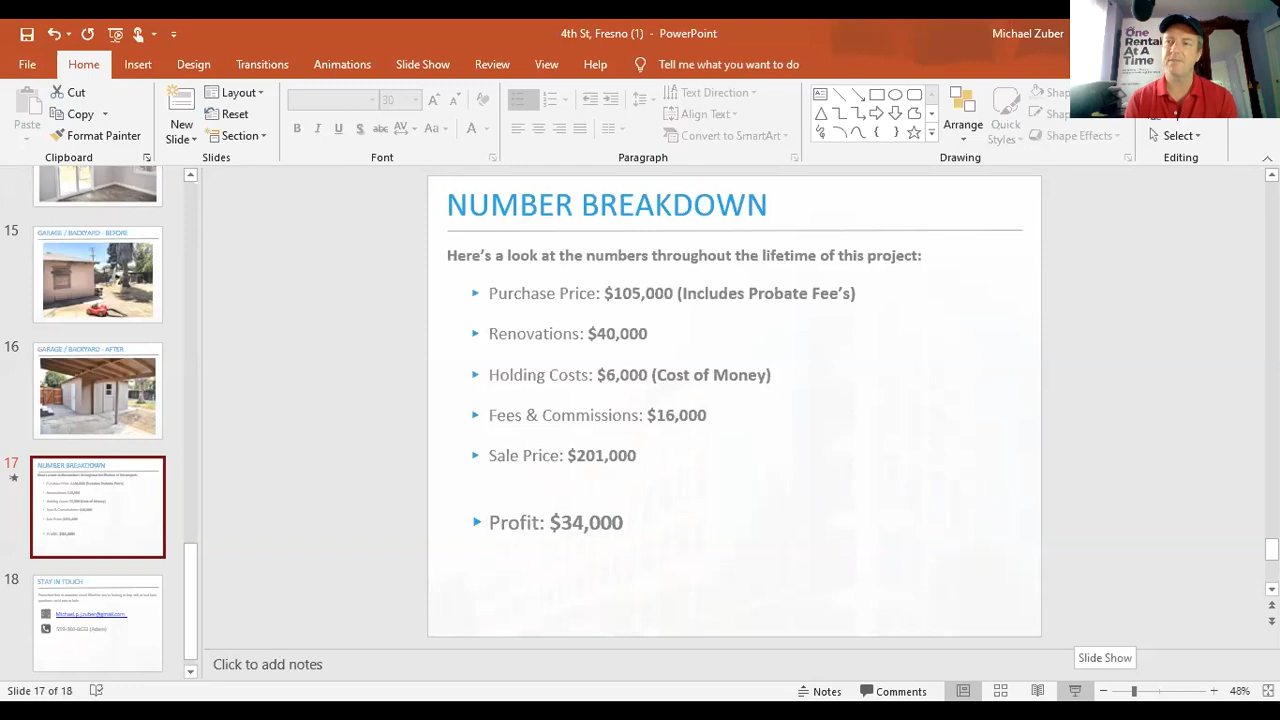 4th St, Fresno (1) - PowerPoint
Michael Zuber
One
Rental
At A
Time
File
Home
Insert
Design
Transitions
Animations
Slide Show
Review
View
Help
Tell me what you want to do
Paste
Cut
Copy
Format Painter
Clipboard
New
Slide
Layout
Reset
Section
Slides
30
Font
Text Direction
Align Text
Convert to SmartArt
Paragraph
Arrange
Quick
Styles
Shape Effects
Drawing
Select
Editing
15
GARAGE / BACKYARD - BEFORE
16
GARAGE / BACKYARD - AFTER
17
NUMBER BREAKDOWN
18
STAY IN TOUCH
NUMBER BREAKDOWN
Here's a look at the numbers throughout the lifetime of this project:
Purchase Price: $105,000 (Includes Probate Fee's)
Renovations: $40,000
Holding Costs: $6,000 (Cost of Money)
Fees & Commissions: $16,000
Sale Price: $201,000
Profit: $34,000
Click to add notes
Slide Show
Slide 17 of 18
Notes
Comments
48%